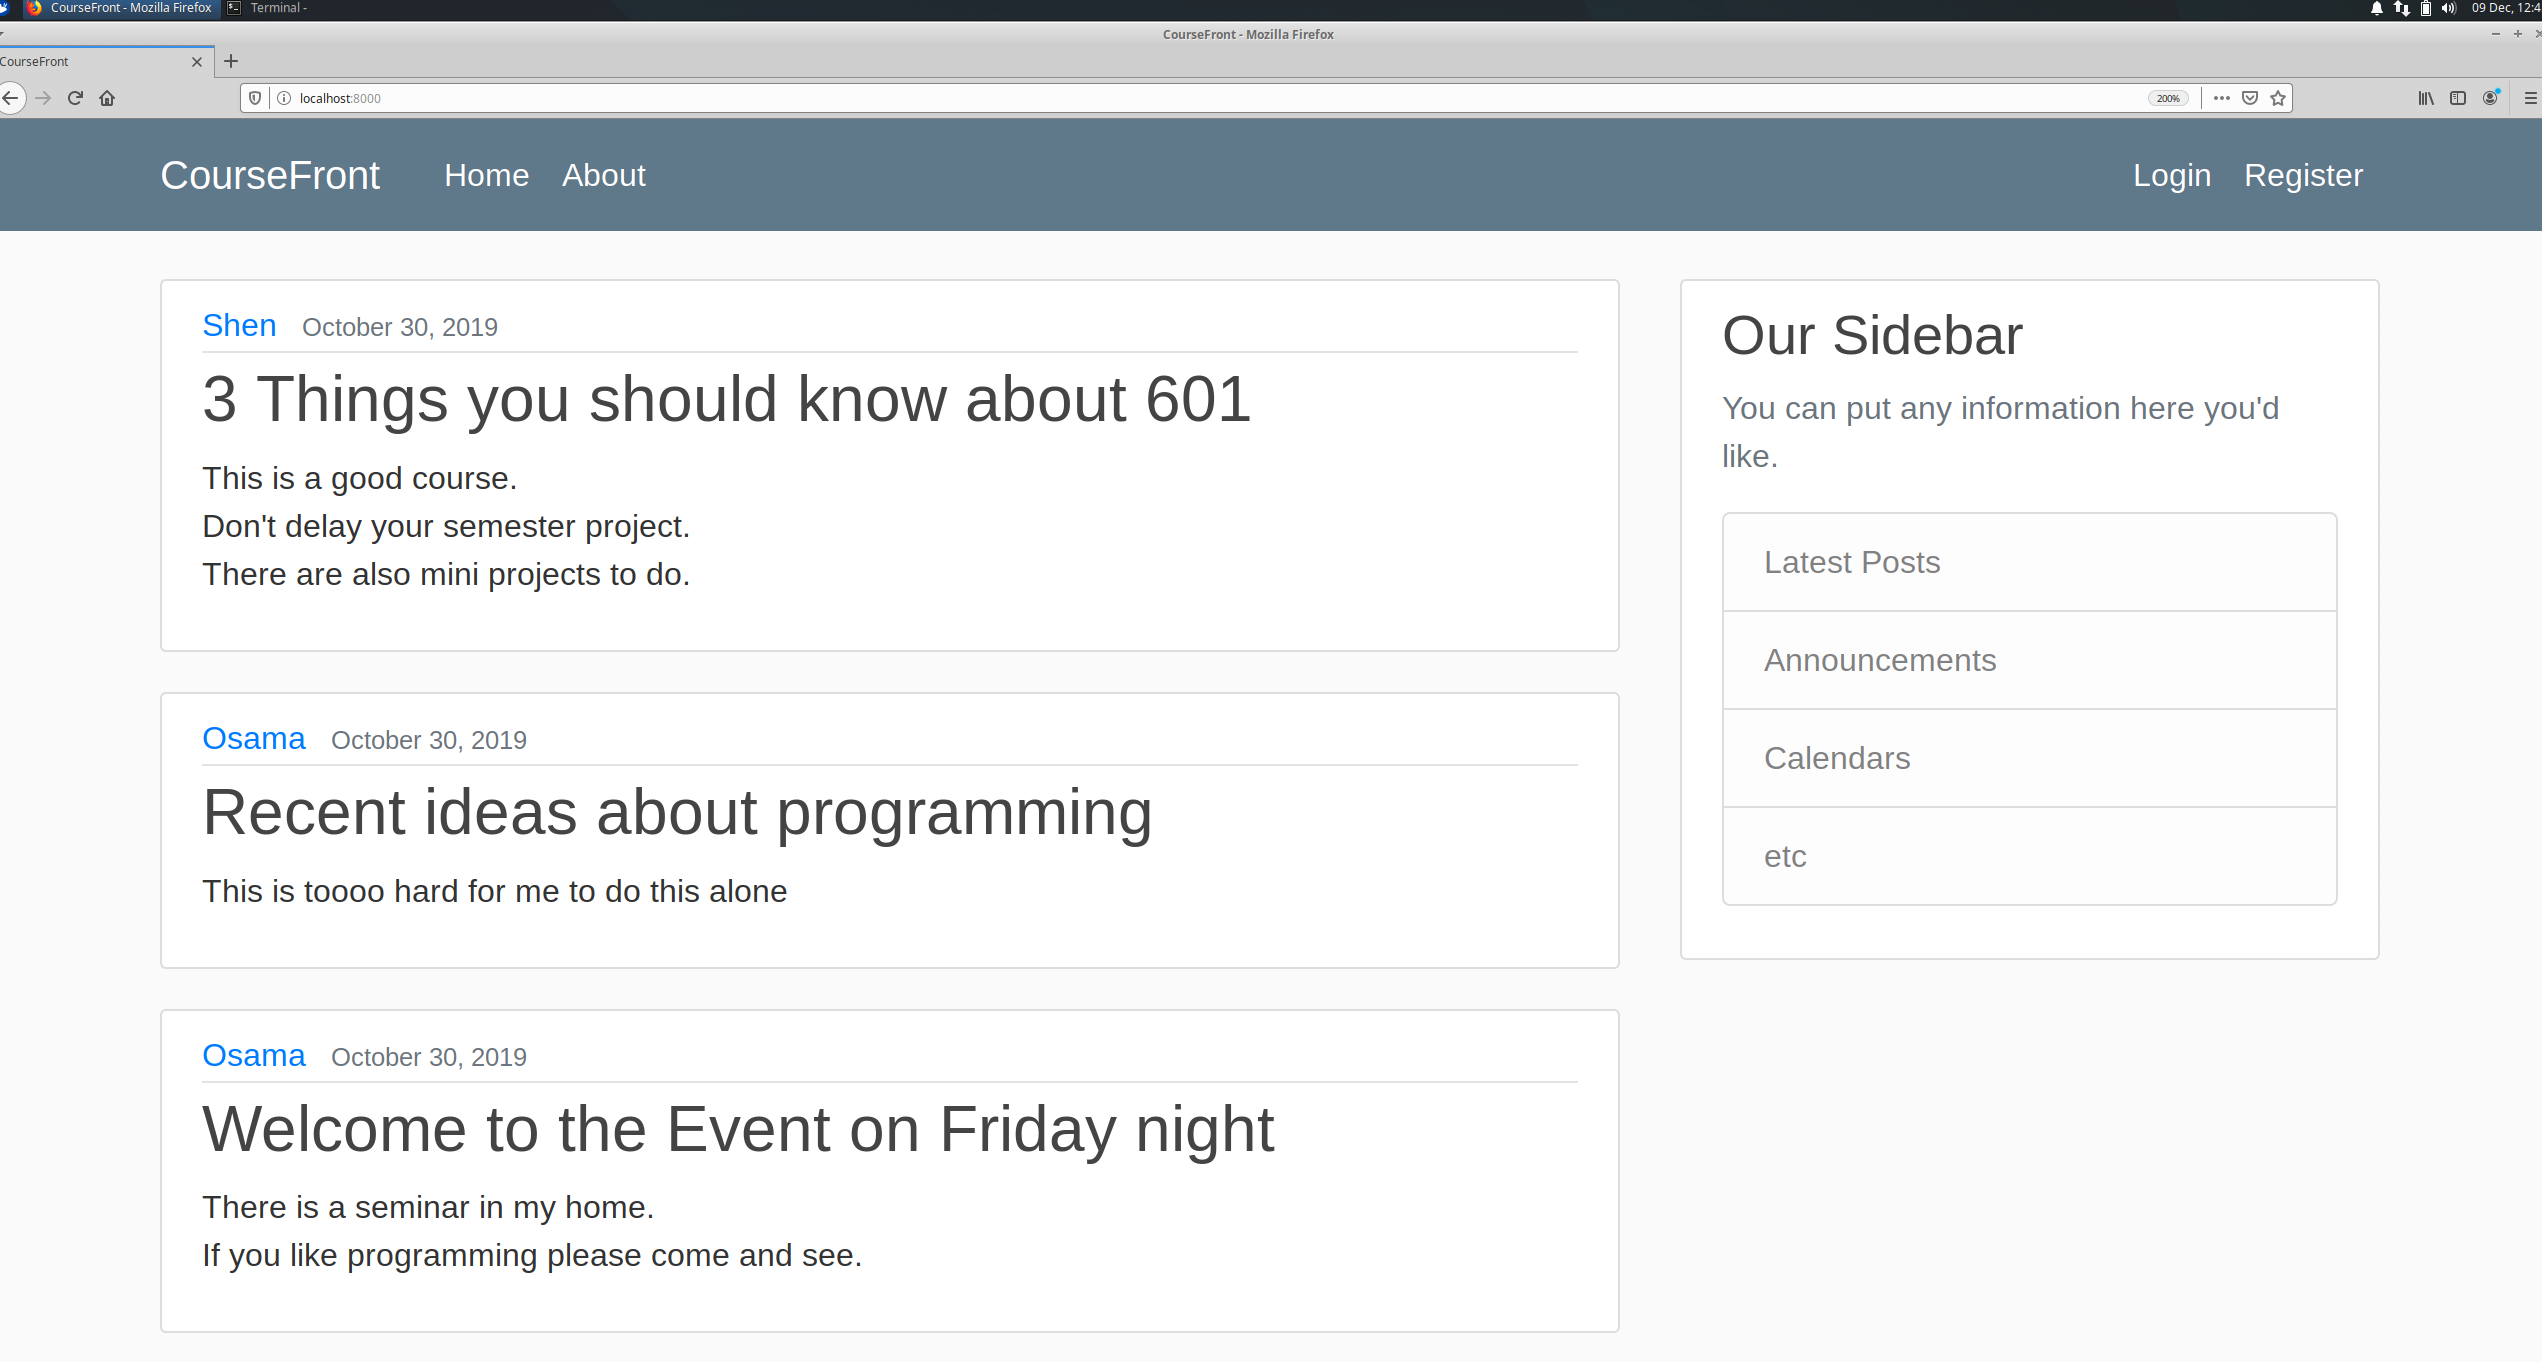 CourseFront - Mozilla Firefox Terminal - 09 Dec, 12:4
CourseFront - Mozilla Firefox
CourseFront
localhost:8000 200%
CourseFront Home About Login Register
Shen October 30, 2019
3 Things you should know about 601
This is a good course.
Don't delay your semester project.
There are also mini projects to do.
Osama October 30, 2019
Recent ideas about programming
This is toooo hard for me to do this alone
Osama October 30, 2019
Welcome to the Event on Friday night
There is a seminar in my home.
If you like programming please come and see.
Our Sidebar
You can put any information here you'd
like.
Latest Posts
Announcements
Calendars
etc